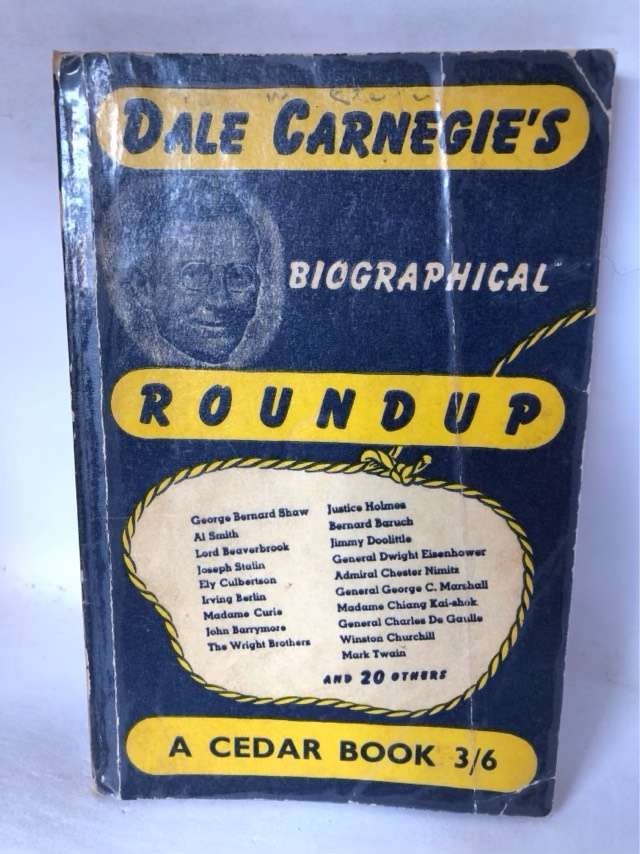 DALE CARNEGIE'S
BIOGRAPHICAL
ROUNDUP
George Bernard Shaw
Al Smith
Lord Beaverbrook
Joseph Stalin
Ely Culbertson
Irving Berlin
Madame Curie
John Barrymore
The Wright Brothers
Justice Holmes
Bernard Baruch
Jimmy Doolittle
General Dwight Eisenhower
Admiral Chester Nimitz
General George C. Marshall
Madame Chiang Kai-shek
General Charles De Gaulle
Winston Churchill
Mark Twain
AND 20 OTHERS
A CEDAR BOOK 3/6